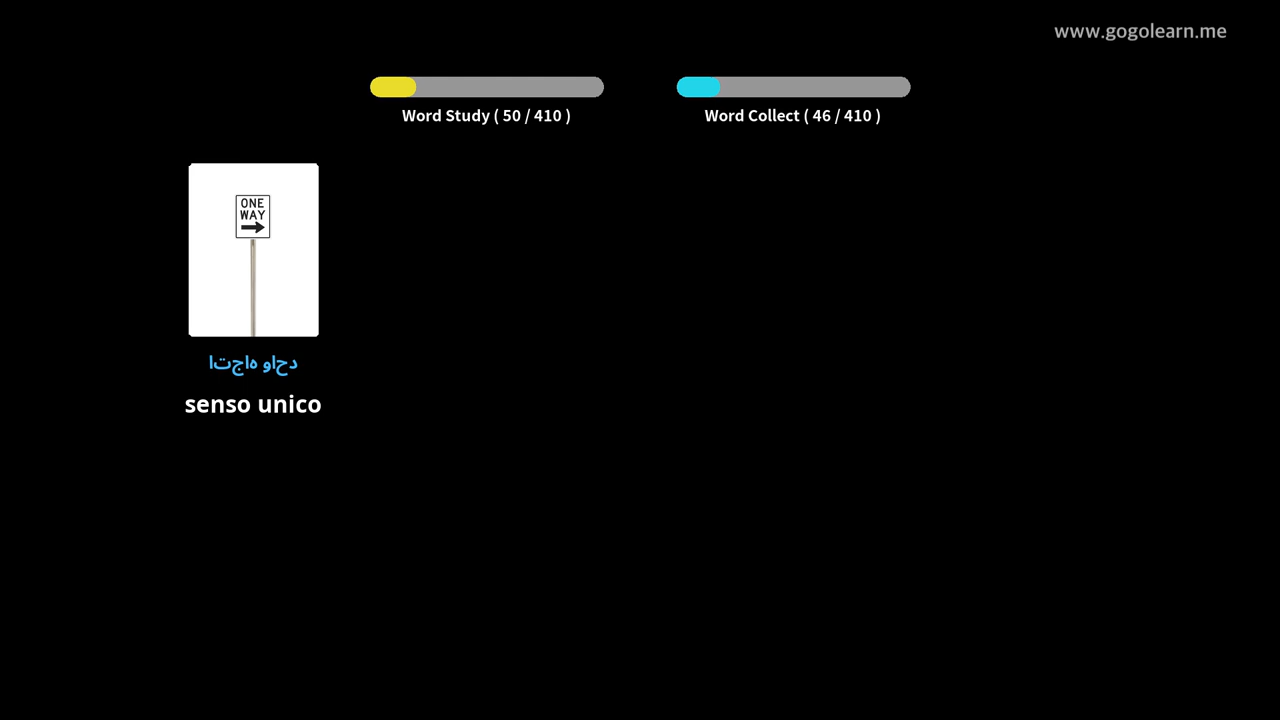 www.gogolearn.me
Word Study ( 50 / 410 )
Word Collect ( 46 / 410 )
ONE
WAY
دحاو هاجتا
senso unico